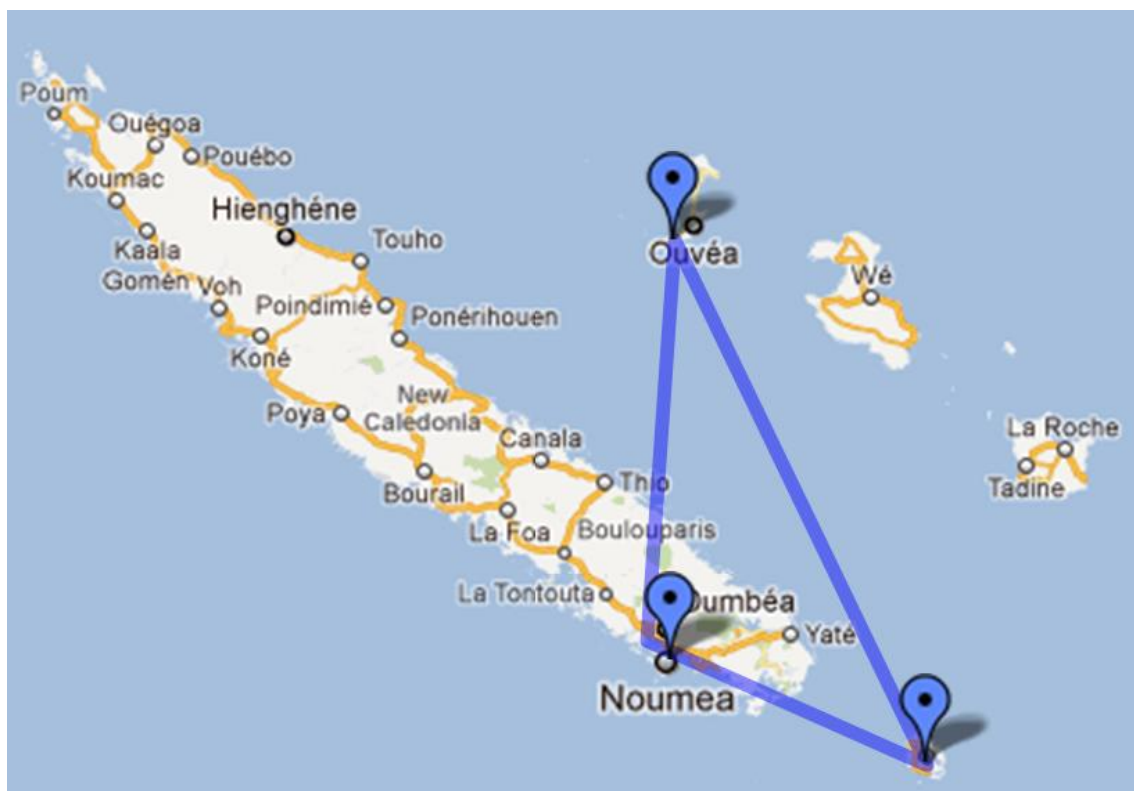 Poum
Ouégoa
Pouébo
Koumac
Hienghéne
Kaala
Gomén
Touho
Ouvéa
Wé
Voh
Poindimié
Ponérihouen
Koné
New
Caledonia
Poya
Canala
La Roche
Bourail
Thio
Tadine
La Foa
Boulouparis
La Tontouta
Dumbéa
Yaté
Noumea